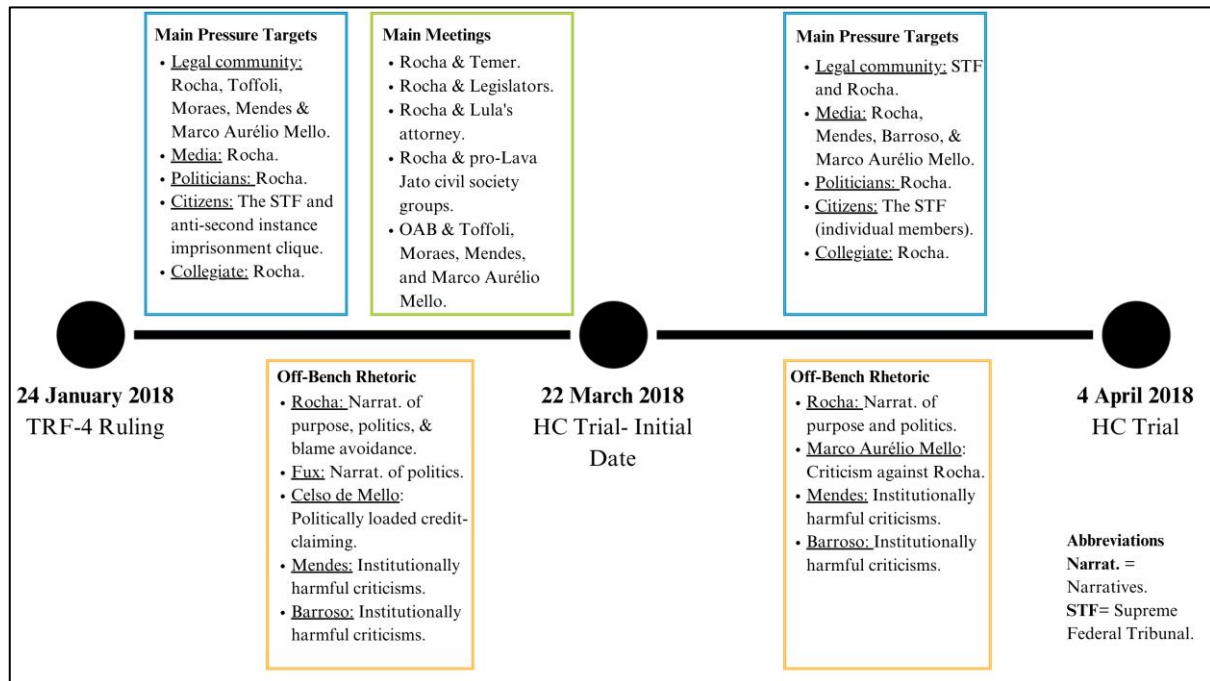 Main Pressure Targets
• Legal community:
Rocha, Toffoli,
Moraes, Mendes &
Marco Aurélio Mello.
• Media: Rocha.
• Politicians: Rocha.
• Citizens: The STF and
anti-second instance
imprisonment clique.
• Collegiate: Rocha.
Main Meetings
• Rocha & Temer.
• Rocha & Legislators.
• Rocha & Lula's
attorney.
• Rocha & pro-Lava
Jato civil society
groups.
• OAB & Toffoli,
Moraes, Mendes,
and Marco Aurélio
Mello.
Main Pressure Targets
• Legal community: STF
and Rocha.
• Media: Rocha,
Mendes, Barroso, &
Marco Aurélio Mello.
• Politicians: Rocha.
• Citizens: The STF
(individual members).
• Collegiate: Rocha.
24 January 2018
TRF-4 Ruling
Off-Bench Rhetoric
• Rocha: Narrat. of
purpose, politics, &
blame avoidance.
• Fux: Narrat. of politics.
• Celso de Mello:
Politically loaded credit-
claiming.
• Mendes: Institutionally
harmful criticisms.
• Barroso: Institutionally
harmful criticisms.
22 March 2018
HC Trial- Initial
Date
Off-Bench Rhetoric
• Rocha: Narrat. of
purpose and politics.
• Marco Aurélio Mello:
Criticism against Rocha.
• Mendes: Institutionally
harmful criticisms.
• Barroso: Institutionally
harmful criticisms.
4 April 2018
HC Trial
Abbreviations
Narrat. =
Narratives.
STF= Supreme
Federal Tribunal.